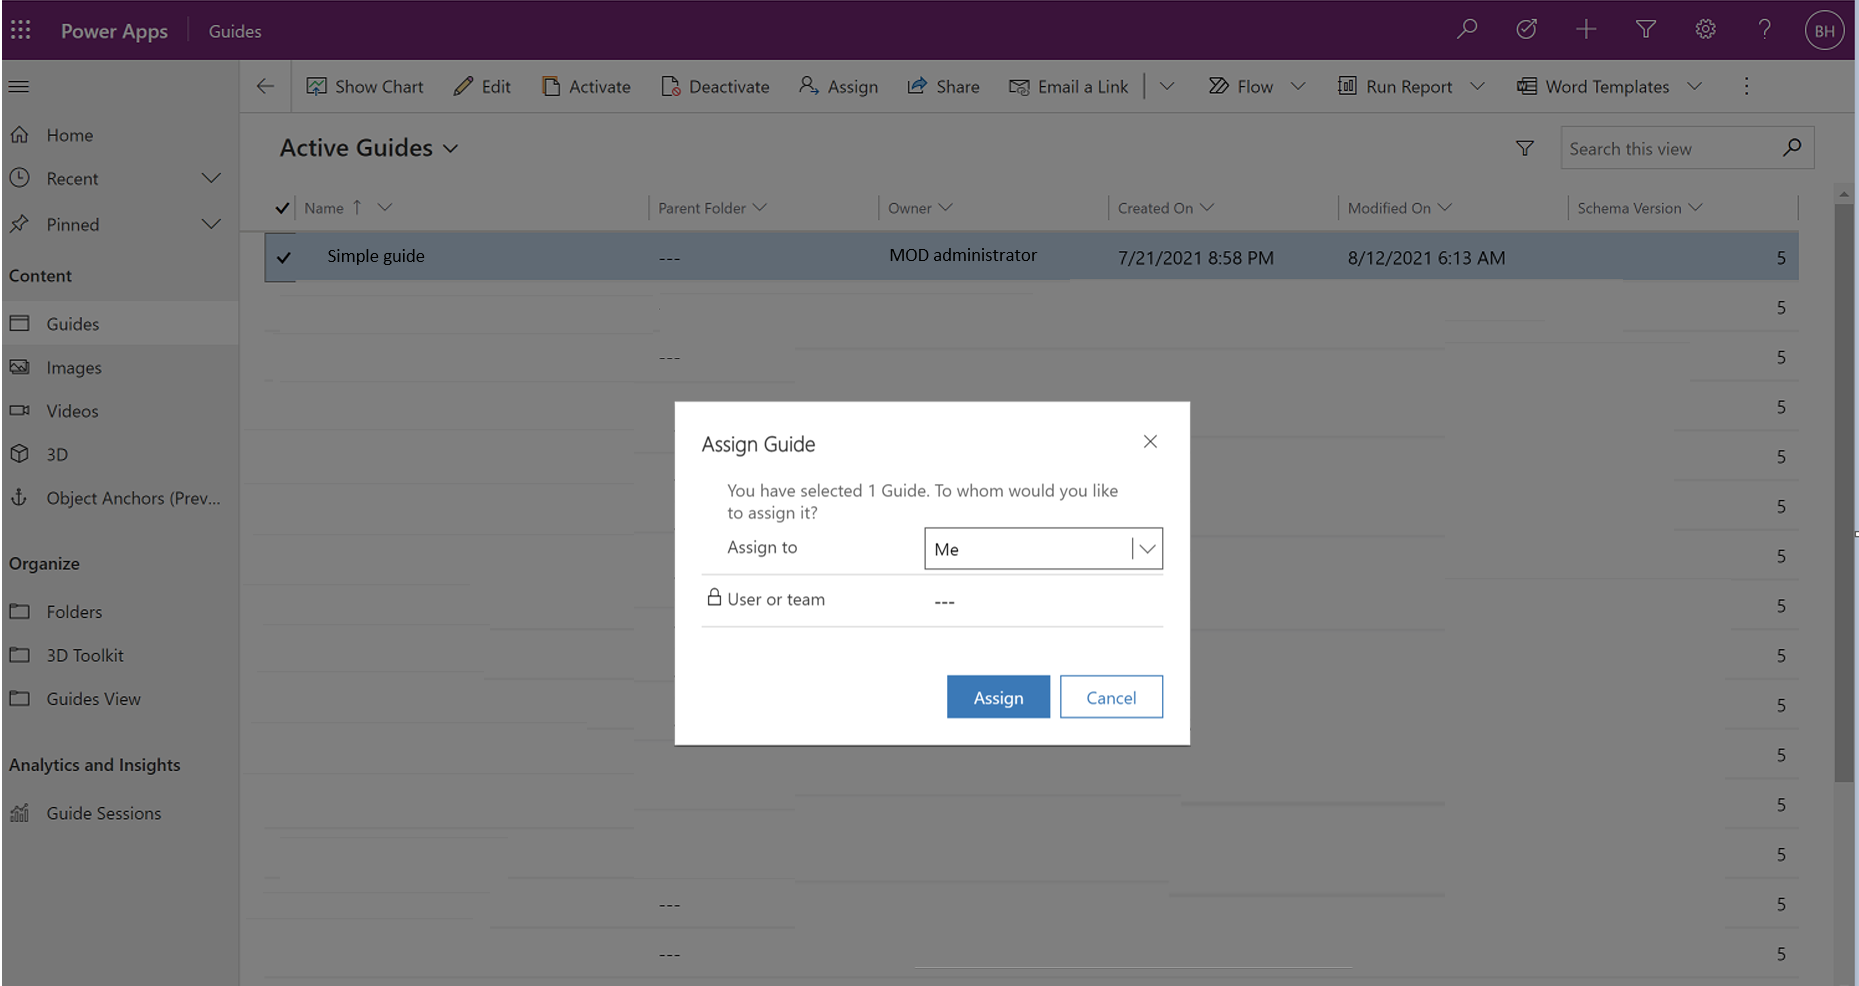 Power Apps Guides BH
Show Chart Edit Activate Deactivate Assign Share Email a Link Flow Run Report Word Templates
Home
Recent
Pinned
Content
Guides
Images
Videos
3D
Object Anchors (Prev...
Organize
Folders
3D Toolkit
Guides View
Analytics and Insights
Guide Sessions
Active Guides Search this view
Name Parent Folder Owner Created On Modified On Schema Version
Simple guide --- MOD administrator 7/21/2021 8:58 PM 8/12/2021 6:13 AM 5
5
--- 5
5
5
5
5
5
5
5
5
5
5
--- 5
--- 5
Assign Guide
You have selected 1 Guide. To whom would you like
to assign it?
Assign to Me
User or team ---
Assign Cancel